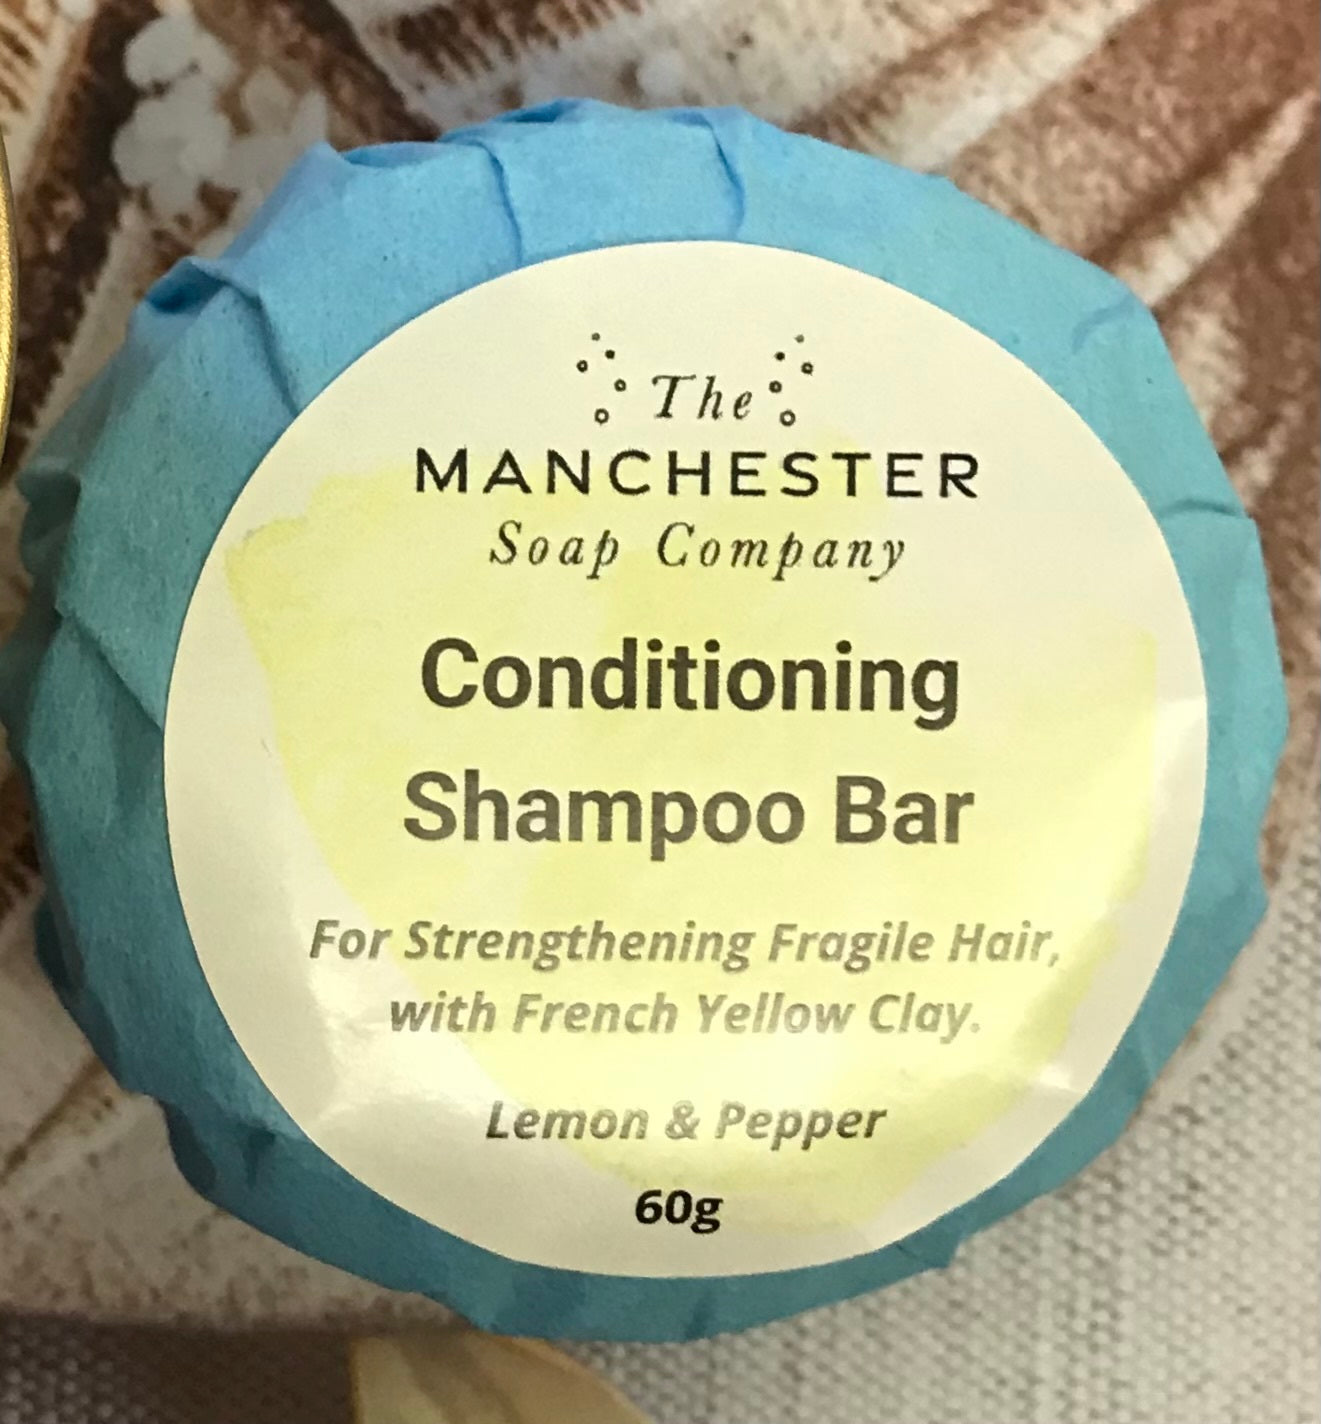 The
MANCHESTER
Soap Company
Conditioning
Shampoo Bar
For Strengthening Fragile Hair,
with French Yellow Clay.
Lemon & Pepper
60g